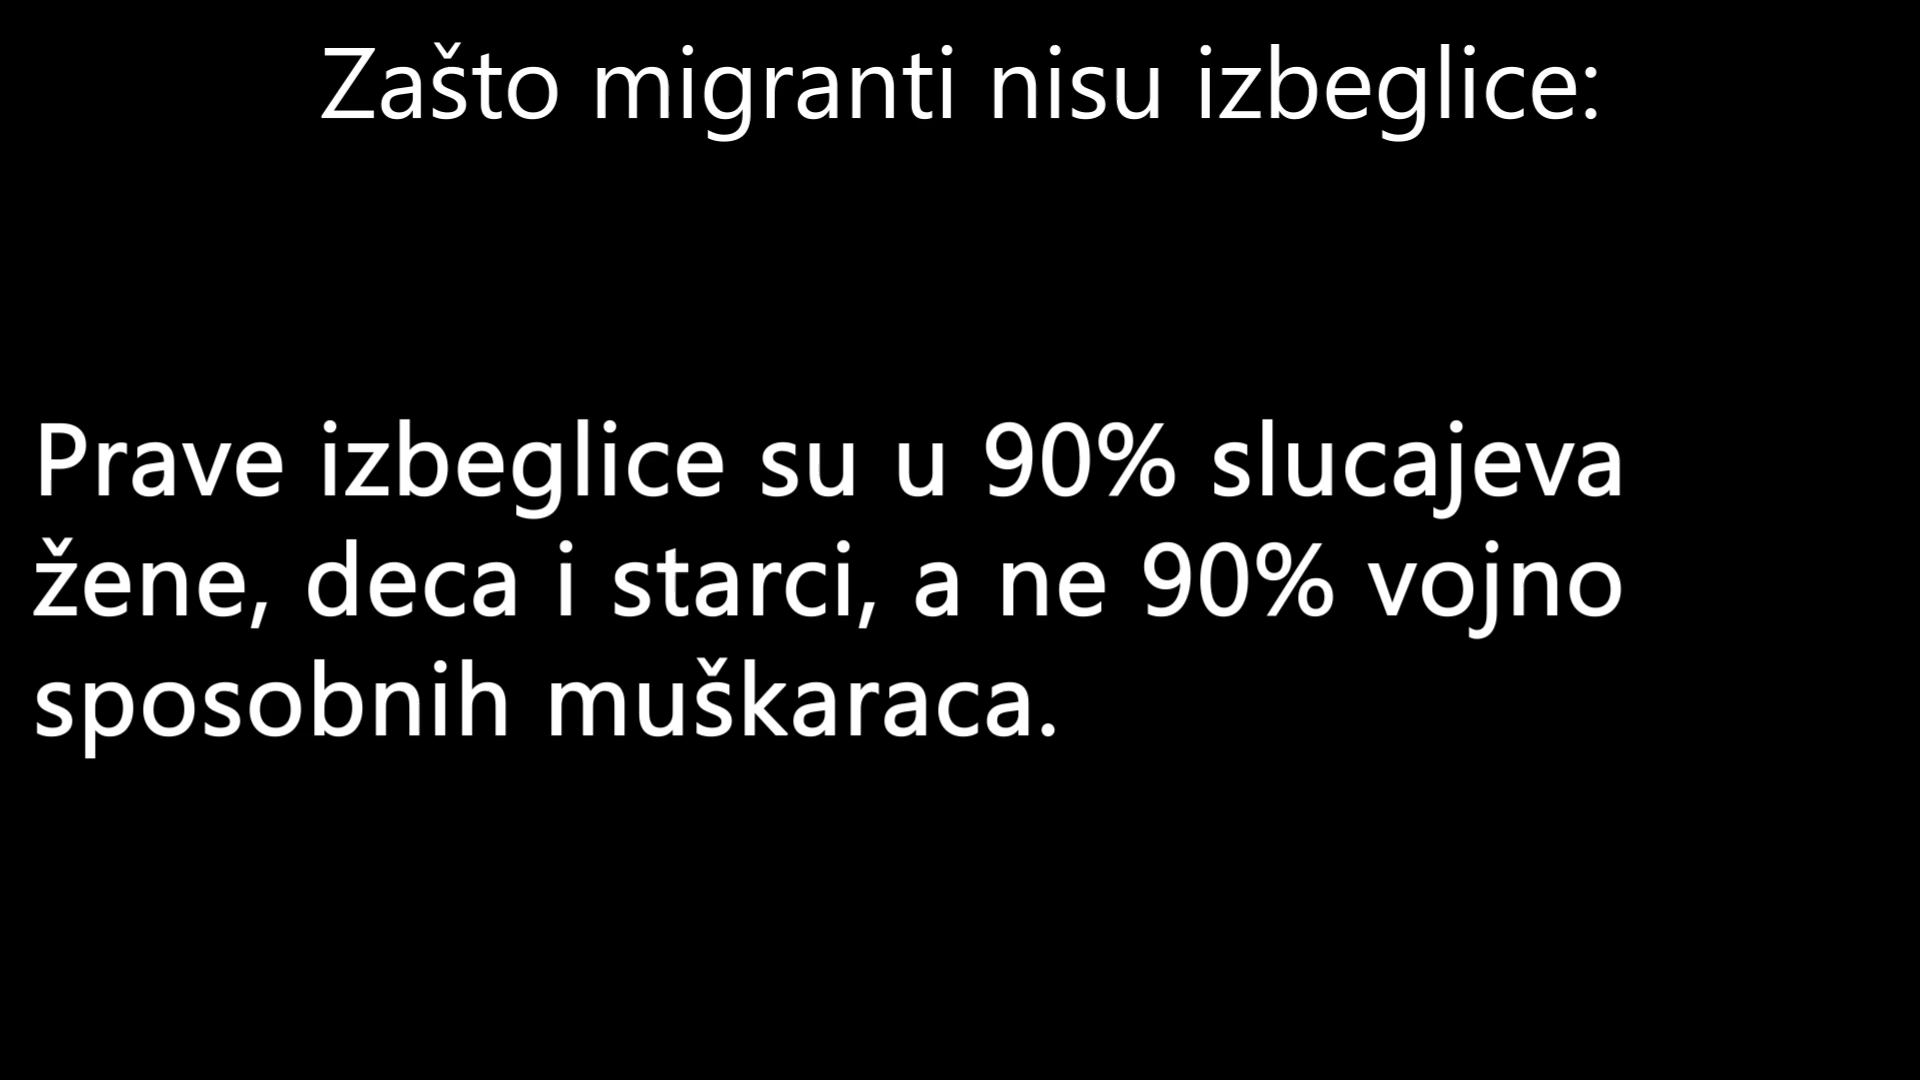 Zašto migranti nisu izbeglice:
Prave izbeglice su u 90% slucajeva
žene, deca i starci, a ne 90% vojno
sposobnih muškaraca.